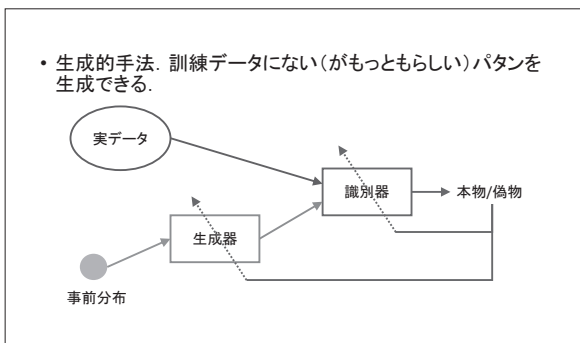 • 生成的手法. 訓練データにない(がもっともらしい)パタンを
生成できる.
実データ
識別器
本物/偽物
生成器
事前分布